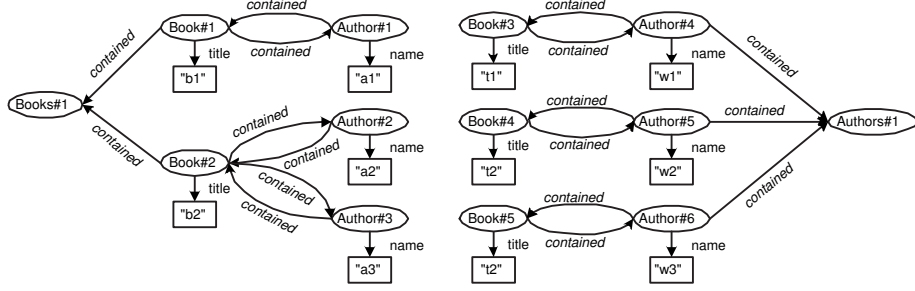 contained
contained
Book#1
Author#1
Book#3
Author#4
contained
title
contained
name
title
contained
name
contained
"b1"
"a1"
"t1"
"w1"
Books#1
contained
contained
Author#2
Book#4
Author#5
contained
Authors#1
contained
Book#2
contained
title
name
title
contained
name
"a2"
"t2"
"w2"
contained
"b2"
contained
contained
contained
Author#3
Book#5
Author#6
name
title
contained
name
"a3"
"t2"
"w3"